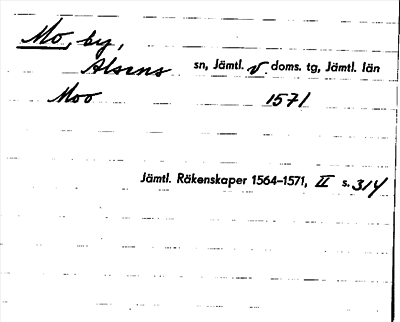 Mo, by,
Alsens sn, Jämtl. v. doms. tg, Jämtl. län
Moo 1571
Jämtl. Räkenskaper 1564–1571, II s. 314